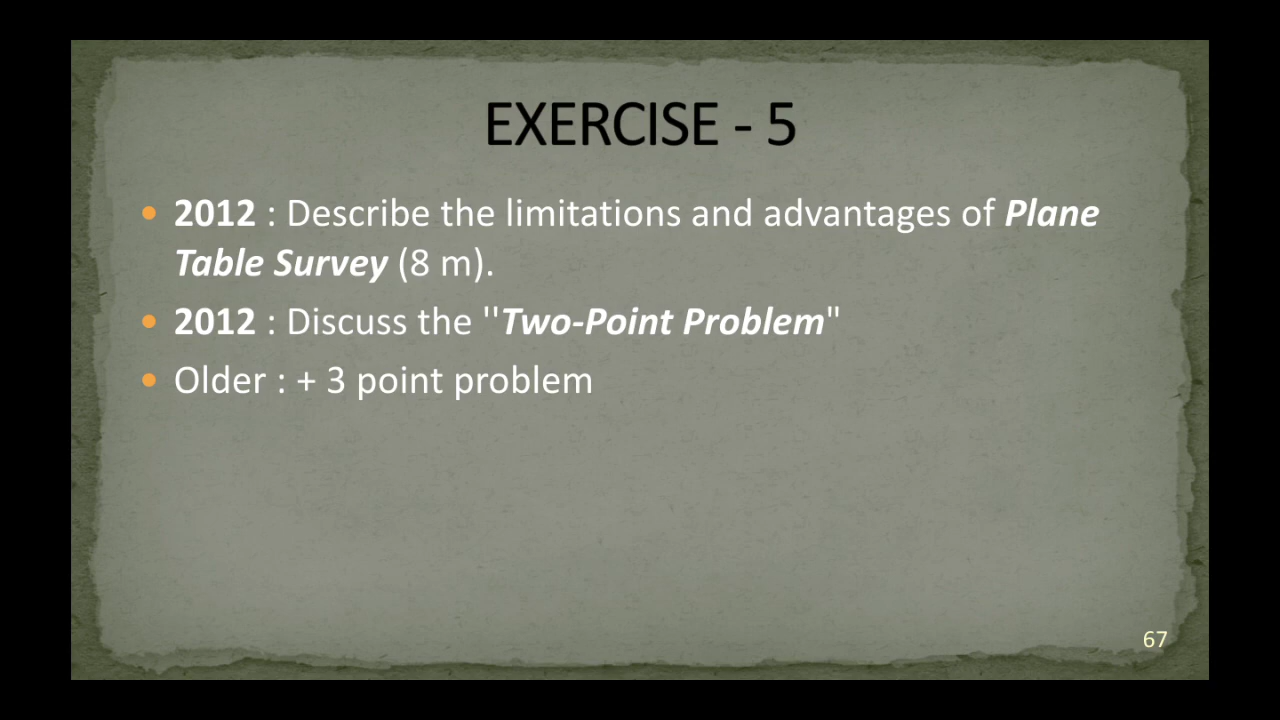 EXERCISE - 5
• 2012 : Describe the limitations and advantages of Plane
Table Survey (8 m).
• 2012 : Discuss the ''Two-Point Problem"
• Older : + 3 point problem
67